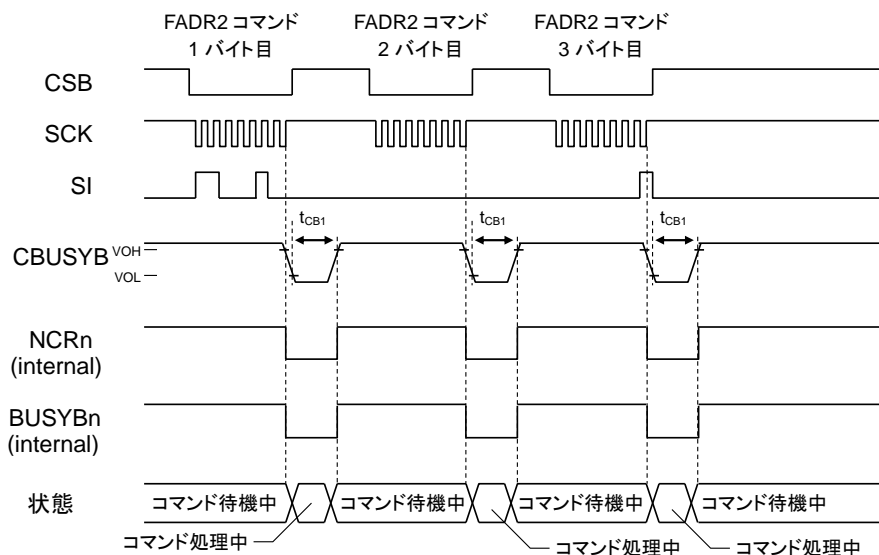 FADR2 コマンド
1 バイト目
FADR2 コマンド
2 バイト目
FADR2 コマンド
3 バイト目
CSB
SCK
SI
tCB1
tCB1
tCB1
CBUSYB
VOH
VOL
NCRn
(internal)
BUSYBn
(internal)
状態
コマンド待機中
コマンド待機中
コマンド待機中
コマンド待機中
コマンド処理中
コマンド処理中
コマンド処理中